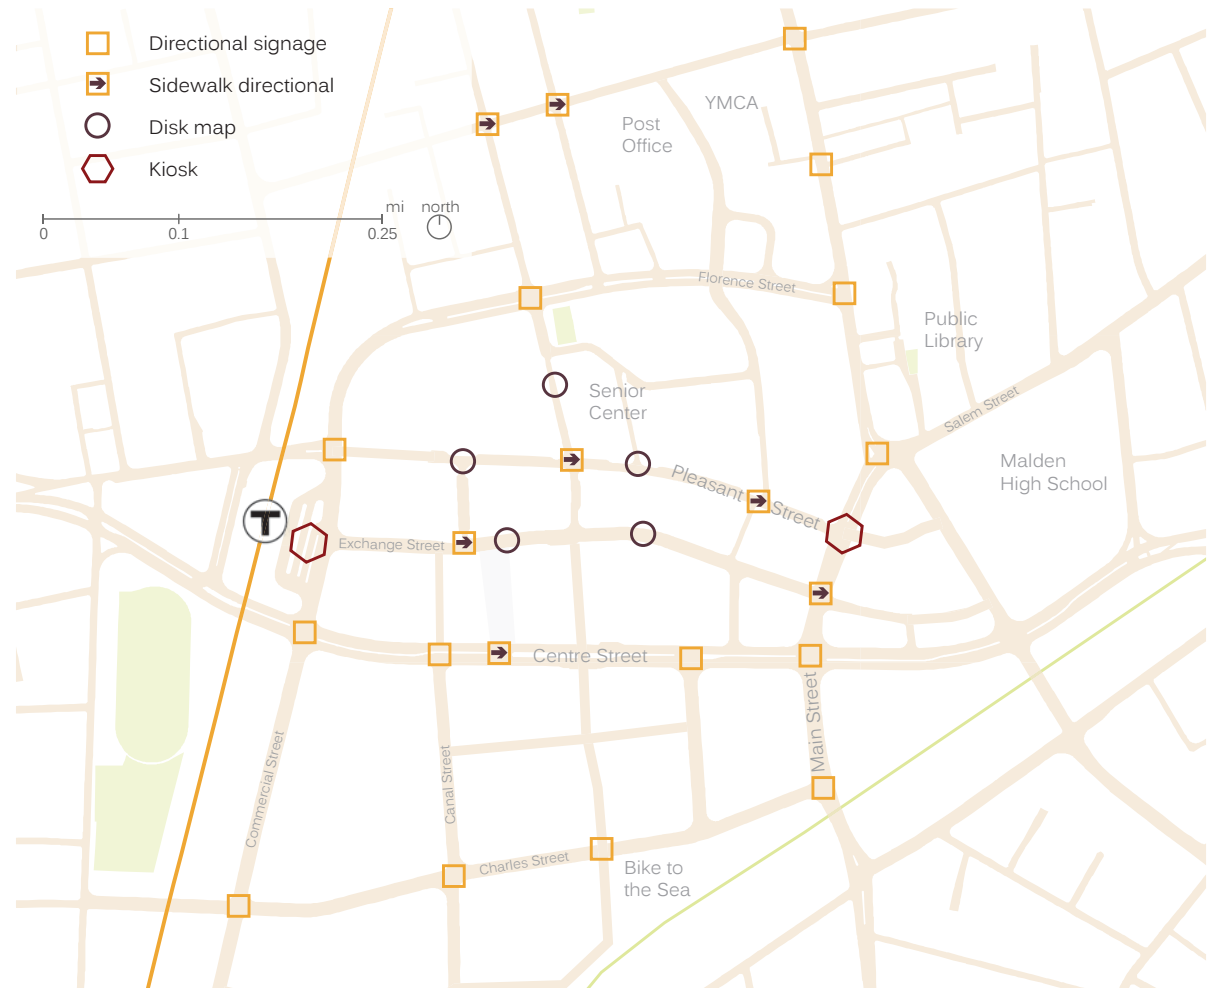 Directional signage
Sidewalk directional
Disk map
Kiosk
mi
north
0
0.1
0.25
YMCA
Post
Office
Florence Street
Public
Library
Senior
Center
Salem Street
Malden
High School
Pleasant Street
T
Exchange Street
Centre Street
Main Street
Commercial Street
Canal Street
Charles Street
Bike to
the Sea